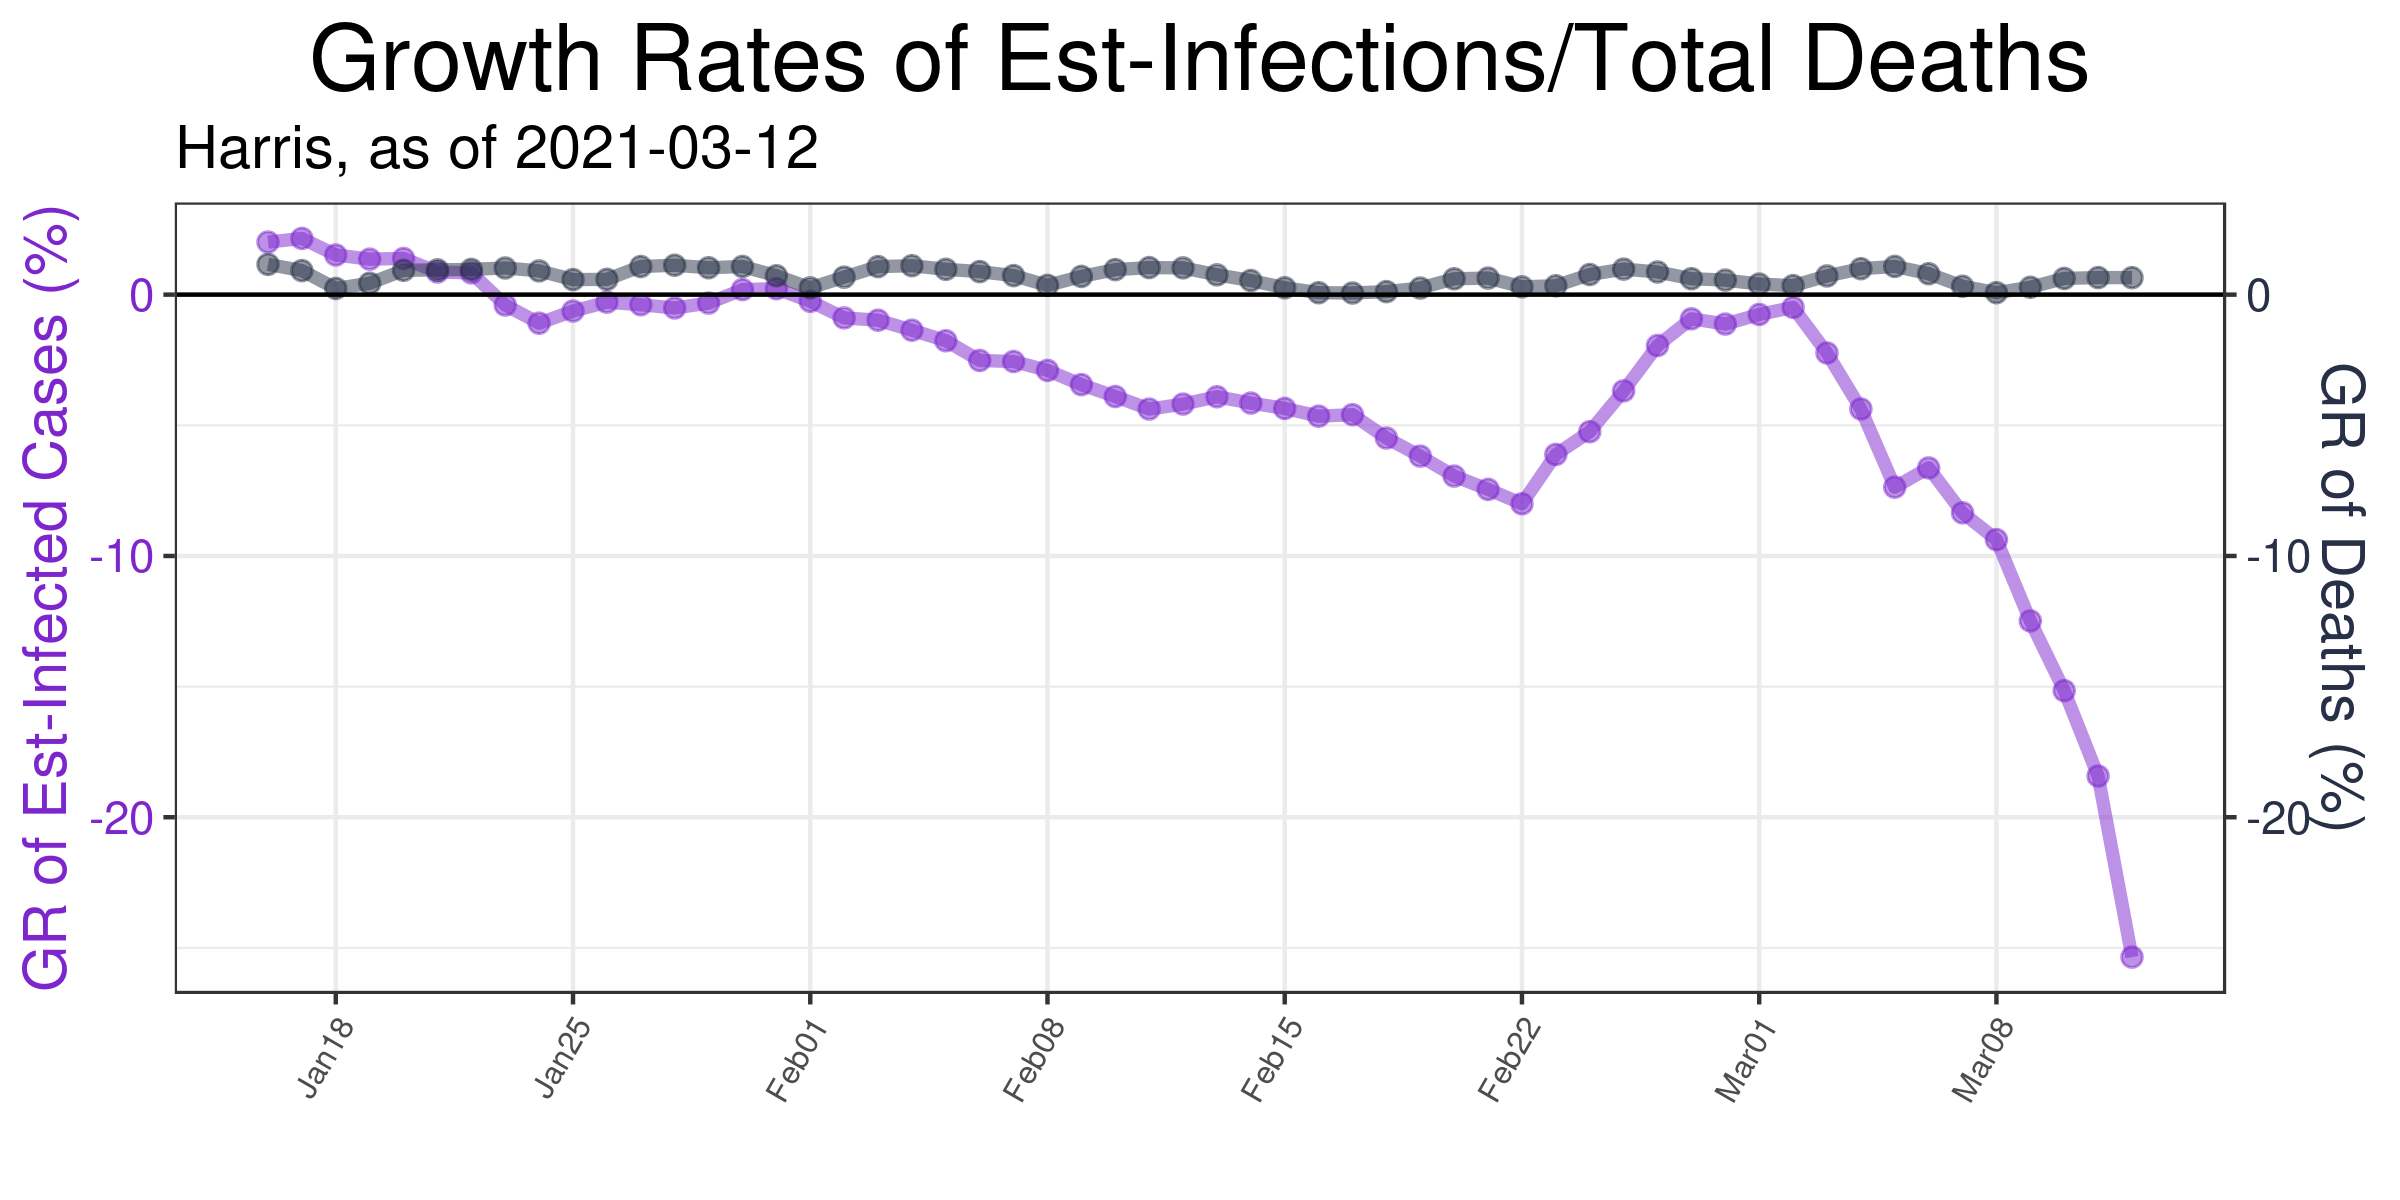 Growth Rates of Est-Infections/Total Deaths
Harris, as of 2021-03-12
GR of Est-Infected Cases (%)
0
-10
-20
0
-10
-20
GR of Deaths (%)
Jan18
Jan25
Feb01
Feb08
Feb15
Feb22
Mar01
Mar08